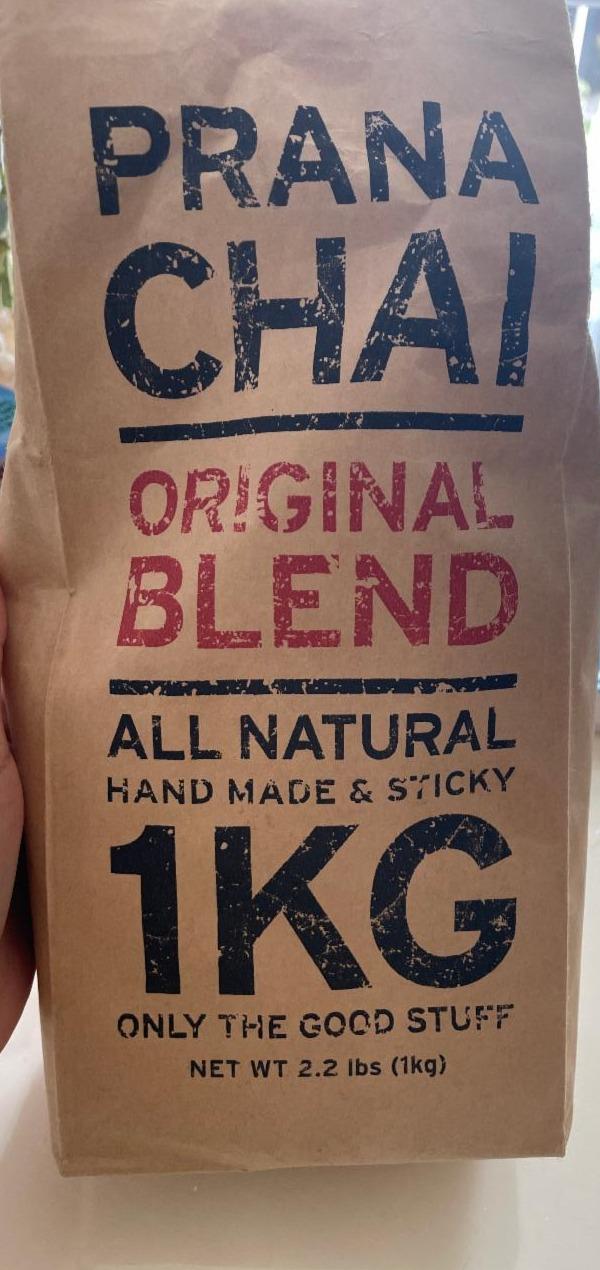 PRANA
CHAI
ORIGINAL
BLEND
ALL NATURAL
HAND MADE & STICKY
1KG
ONLY THE GOOD STUFF
NET WT 2.2 lbs (1kg)